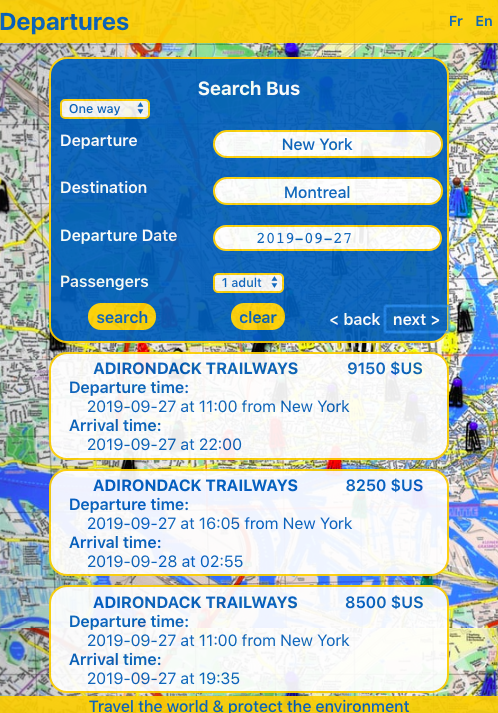 Departures
Fr En
Search Bus
One way
Departure New York
Destination Montreal
Departure Date 2019-09-27
Passengers 1 adult
search clear < back next >
ADIRONDACK TRAILWAYS 9150 $US
Departure time:
2019-09-27 at 11:00 from New York
Arrival time:
2019-09-27 at 22:00
ADIRONDACK TRAILWAYS 8250 $US
Departure time:
2019-09-27 at 16:05 from New York
Arrival time:
2019-09-28 at 02:55
ADIRONDACK TRAILWAYS 8500 $US
Departure time:
2019-09-27 at 11:00 from New York
Arrival time:
2019-09-27 at 19:35
Travel the world & protect the environment